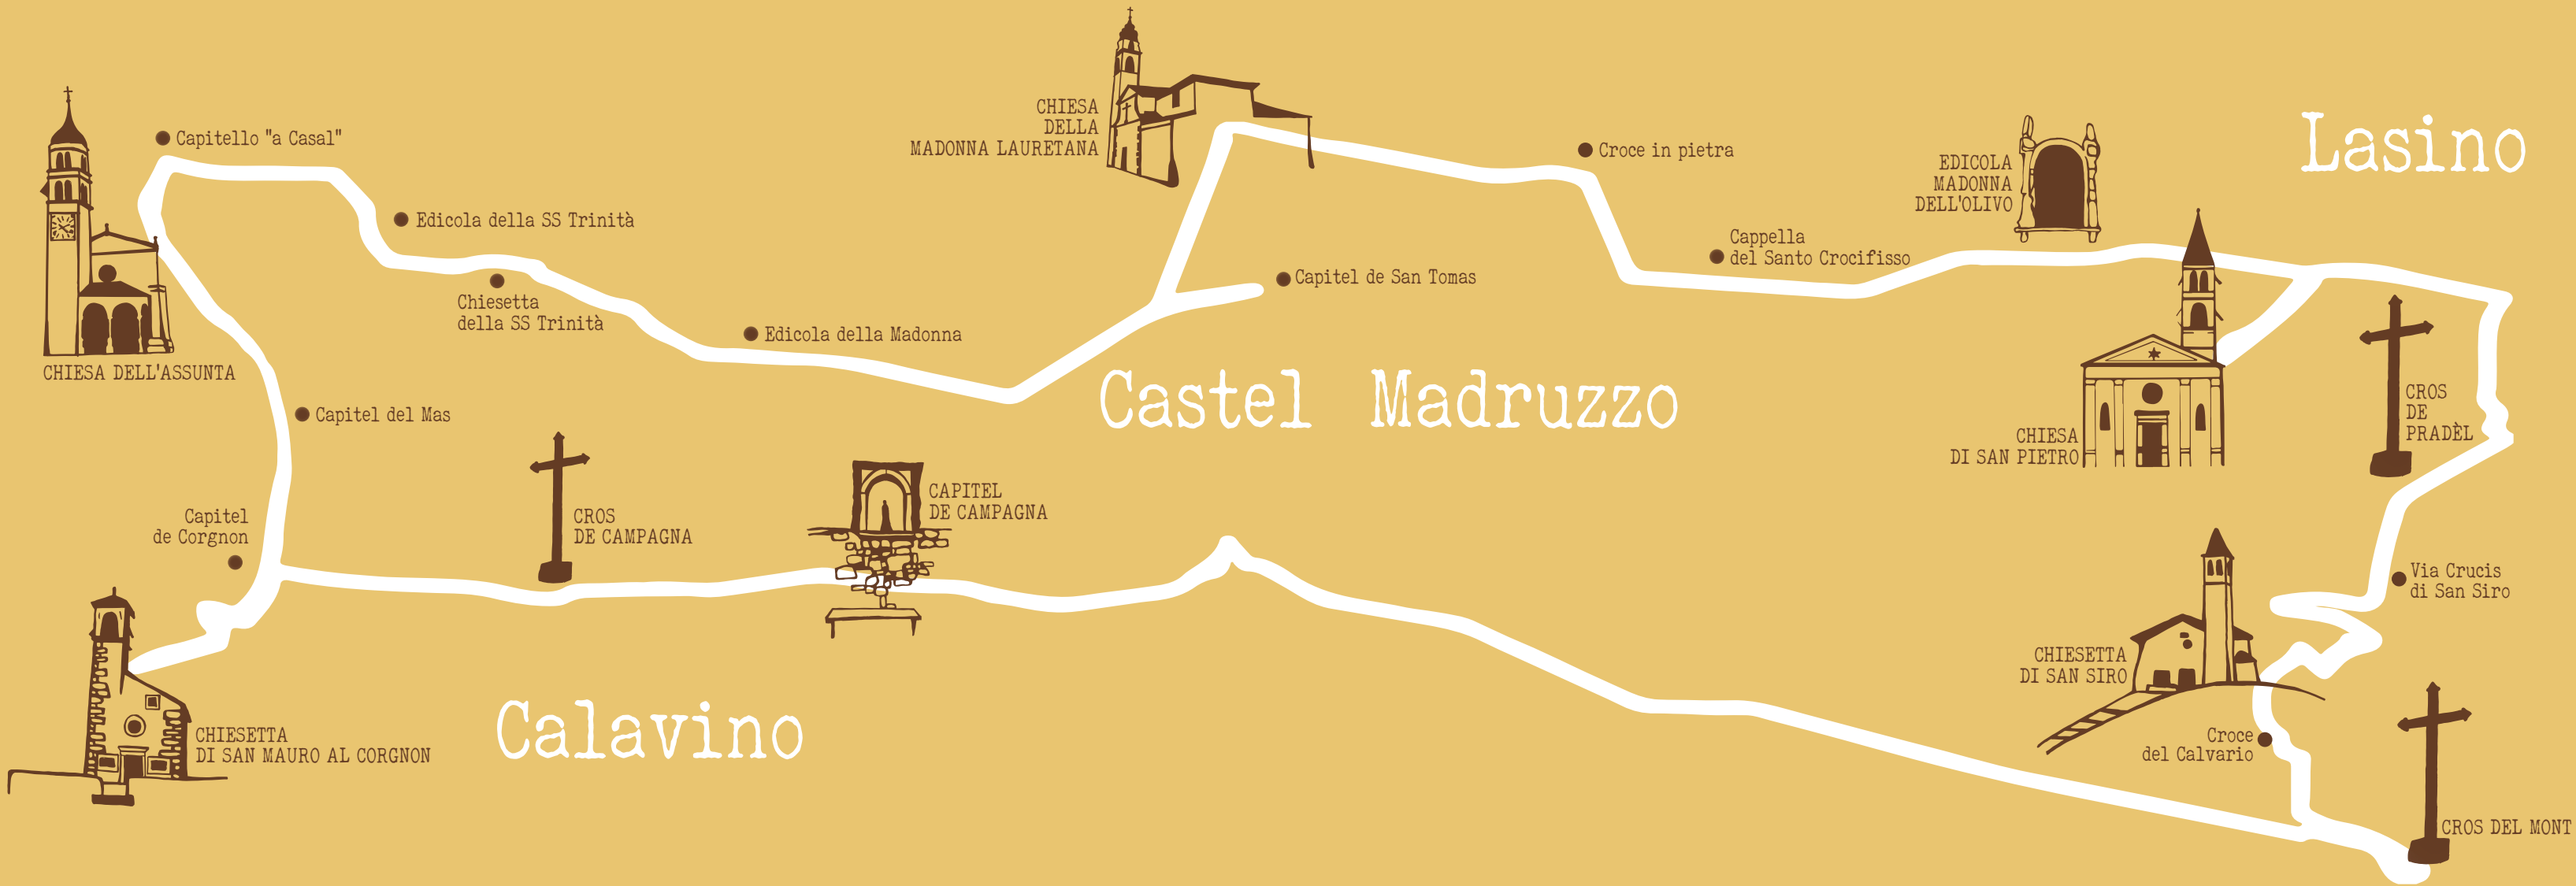 Capitello "a Casal"
CHIESA DELL'ASSUNTA
Edicola della SS Trinità
Chiesetta
della SS Trinità
Edicola della Madonna
CHIESA
DELLA
MADONNA LAURETANA
Capitel de San Tomas
Croce in pietra
Cappella
del Santo Crocifisso
EDICOLA
MADONNA
DELL'OLIVO
Lasino
Castel Madruzzo
CHIESA
DI SAN PIETRO
CROS
DE
PRADÈL
Capitel del Mas
Capitel
de Corgnon
CROS
DE CAMPAGNA
CAPITEL
DE CAMPAGNA
Via Crucis
di San Siro
CHIESETTA
DI SAN SIRO
Croce
del Calvario
CROS DEL MONT
CHIESETTA
DI SAN MAURO AL CORGNON
Calavino